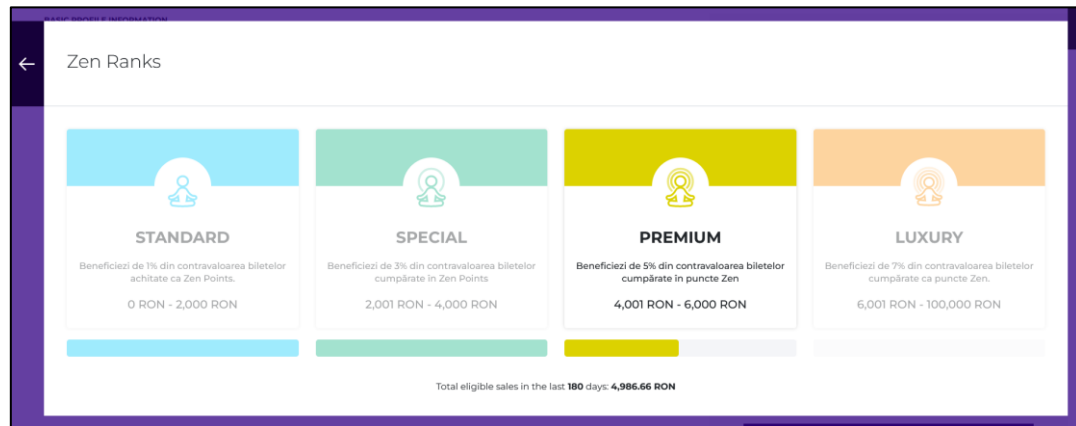 BASIC PROFILE INFORMATION
Zen Ranks
STANDARD
Beneficiezi de 1% din contravaloarea biletelor
achitate ca Zen Points.
0 RON - 2,000 RON
SPECIAL
Beneficiezi de 3% din contravaloarea biletelor
cumpărate în Zen Points
2,001 RON - 4,000 RON
PREMIUM
Beneficiezi de 5% din contravaloarea biletelor
cumpărate în puncte Zen
4,001 RON - 6,000 RON
LUXURY
Beneficiezi de 7% din contravaloarea biletelor
cumpărate ca puncte Zen.
6,001 RON - 100,000 RON
Total eligible sales in the last 180 days: 4,986.66 RON